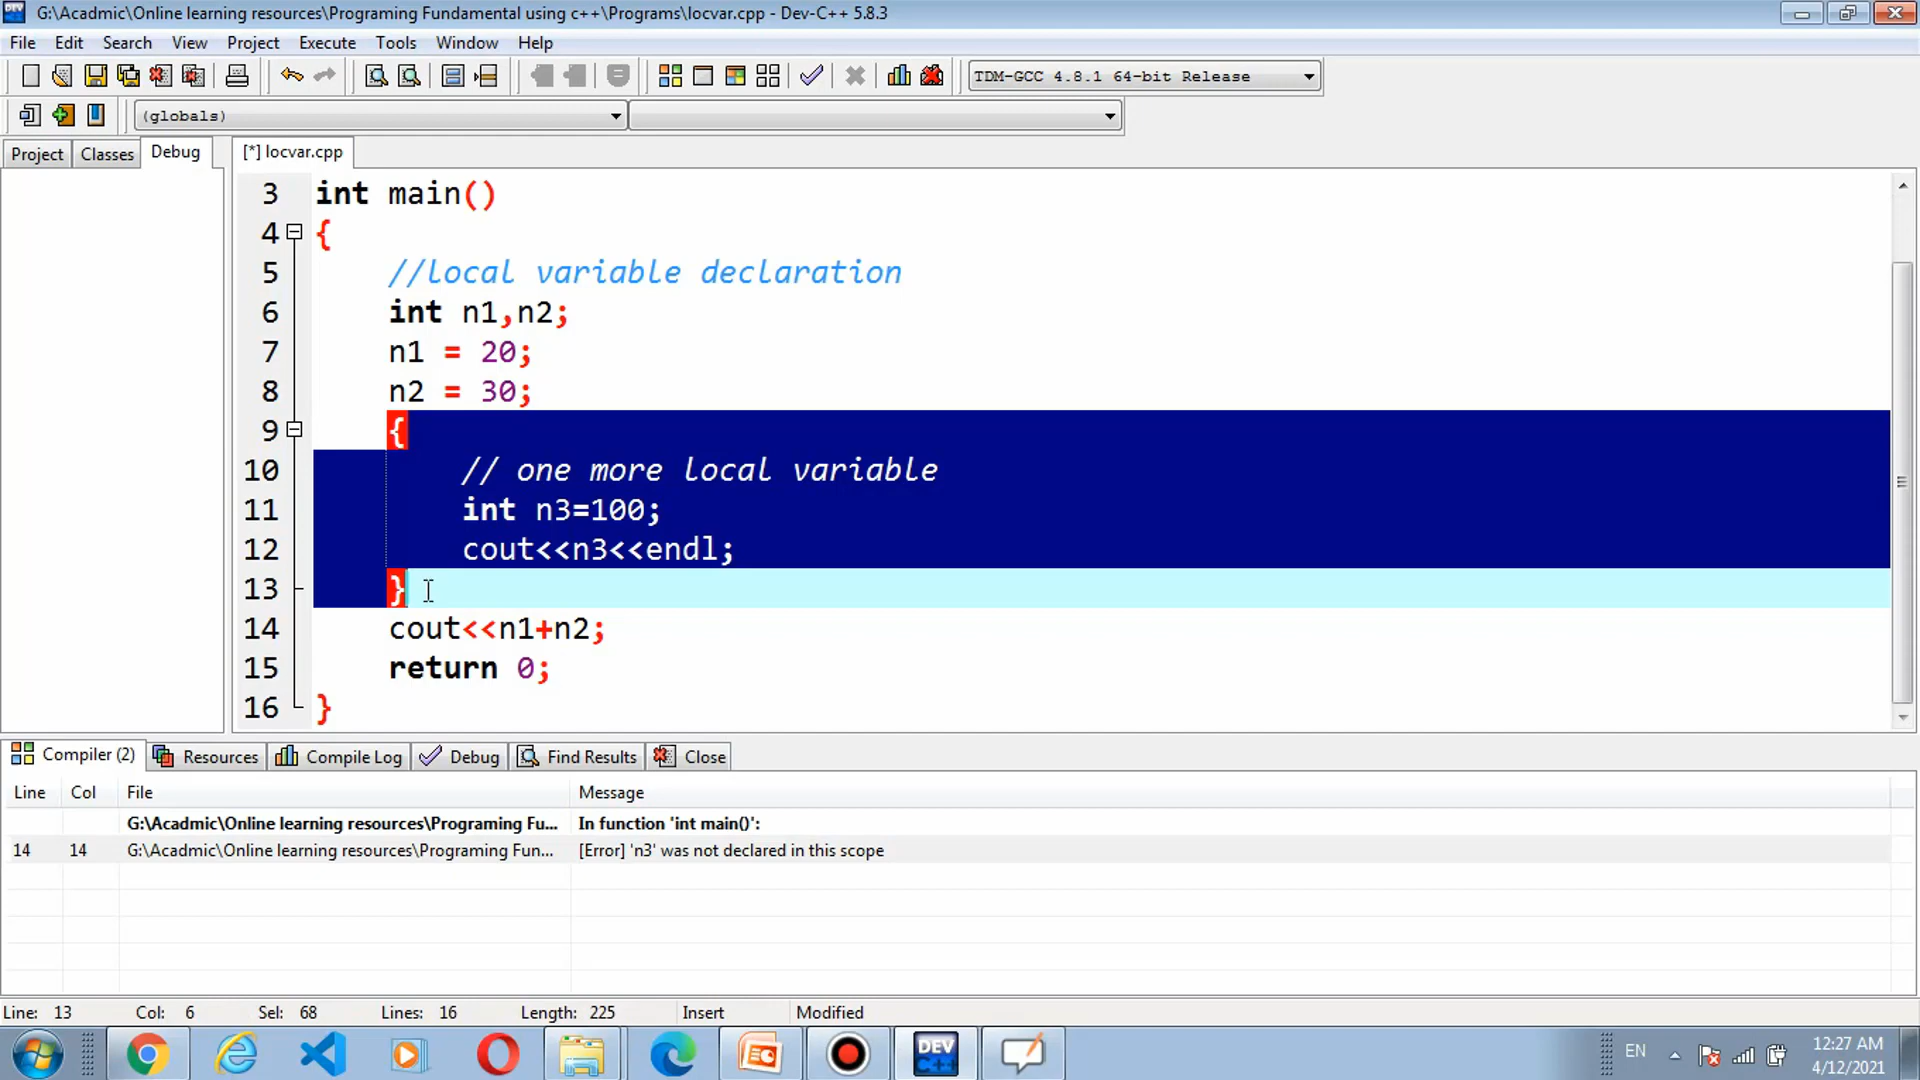 G:\Acadmic\Online learning resources\Programing Fundamental using c++\Programs\locvar.cpp - Dev-C++ 5.8.3
File Edit Search View Project Execute Tools Window Help
TDM-GCC 4.8.1 64-bit Release
(globals)
Project Classes Debug [*] locvar.cpp
3 int main()
4 {
5 //local variable declaration
6 int n1,n2;
7 n1 = 20;
8 n2 = 30;
9 {
10 // one more local variable
11 int n3=100;
12 cout<<n3<<endl;
13 }
14 cout<<n1+n2;
15 return 0;
16 }
Compiler (2) Resources Compile Log Debug Find Results Close
Line Col File Message
G:\Acadmic\Online learning resources\Programing Fu... In function 'int main()':
14 14 G:\Acadmic\Online learning resources\Programing Fun... [Error] 'n3' was not declared in this scope
Line: 13 Col: 6 Sel: 68 Lines: 16 Length: 225 Insert Modified
DEV C++
EN
12:27 AM
4/12/2021